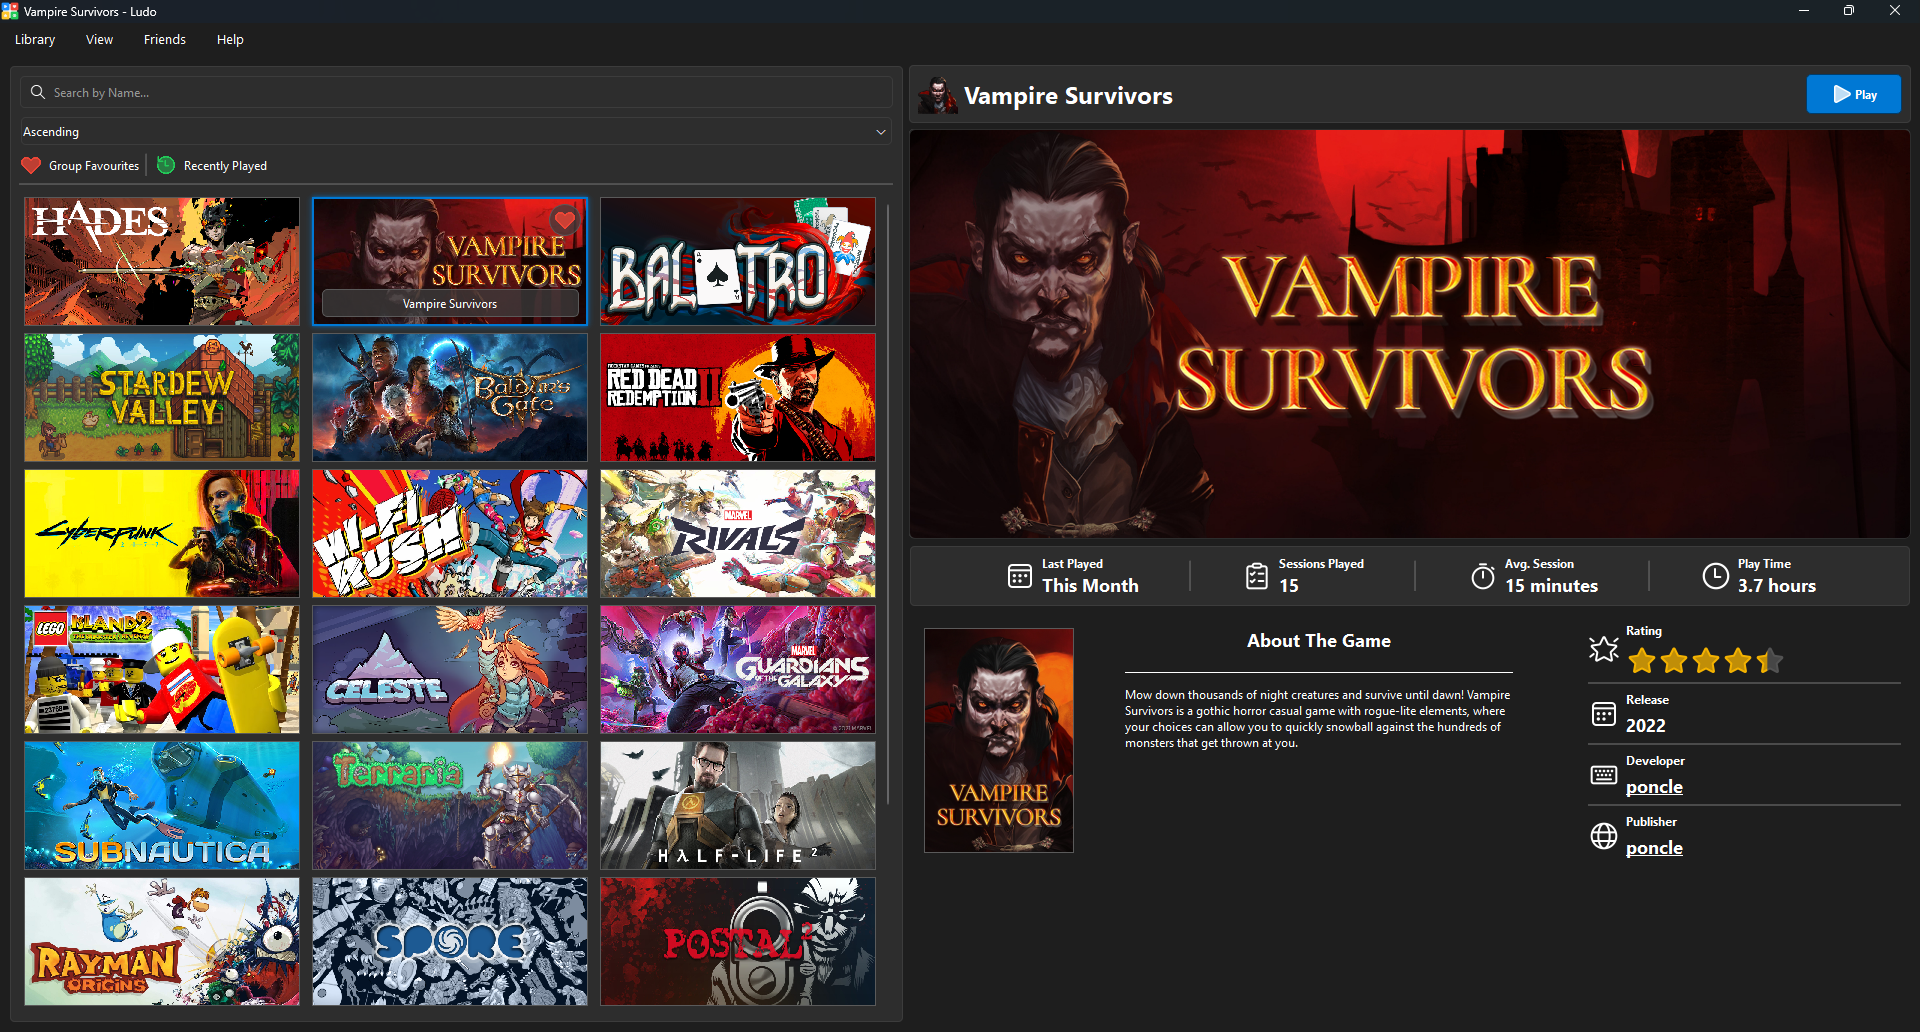 Vampire Survivors - Ludo
Library View Friends Help
Search by Name...
Ascending
Group Favourites Recently Played
HADES
VAMPIRE
SURVIVORS
Vampire Survivors
BALATRO
STARDEW
VALLEY
Baldur's
Gate
RED DEAD
REDEMPTION II
Cyberpunk
2077
HI-FI
RUSH
MARVEL
RIVALS
LEGO
ISLAND 2
23768
CELESTE
MARVEL
GUARDIANS
OF THE GALAXY
© 2021 MARVEL
SUBNAUTICA
Terraria
HλLF-LIFE 2
RAYMAN
ORIGINS
SPORE
POSTAL 2
Vampire Survivors
Play
VAMPIRE
SURVIVORS
Last Played
This Month
Sessions Played
15
Avg. Session
15 minutes
Play Time
3.7 hours
VAMPIRE
SURVIVORS
About The Game
Mow down thousands of night creatures and survive until dawn! Vampire
Survivors is a gothic horror casual game with rogue-lite elements, where
your choices can allow you to quickly snowball against the hundreds of
monsters that get thrown at you.
Rating
Release
2022
Developer
poncle
Publisher
poncle